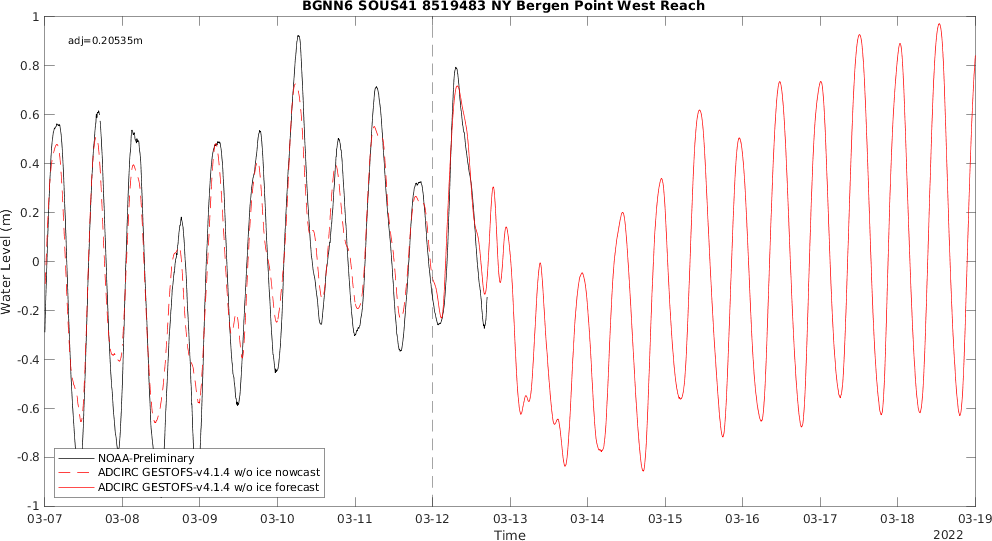 BGNN6 SOUS41 8519483 NY Bergen Point West Reach
adj=0.20535m
1
0.8
0.6
0.4
0.2
0
-0.2
-0.4
-0.6
-0.8
-1
Water Level (m)
NOAA-Preliminary
ADCIRC GESTOFS-v4.1.4 w/o ice nowcast
ADCIRC GESTOFS-v4.1.4 w/o ice forecast
03-07 03-08 03-09 03-10 03-11 03-12 03-13 03-14 03-15 03-16 03-17 03-18 03-19
Time
2022